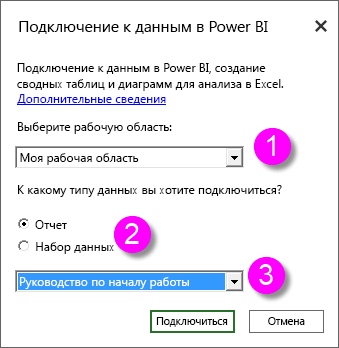 Подключение к данным в Power BI
Подключение к данным в Power BI, создание
сводных таблиц и диаграмм для анализа в Excel.
Дополнительные сведения
Выберите рабочую область:
1
Моя рабочая область
К какому типу данных вы хотите подключиться?
Отчет
2
Набор данных
3
Руководство по началу работы
Подключиться
Отмена